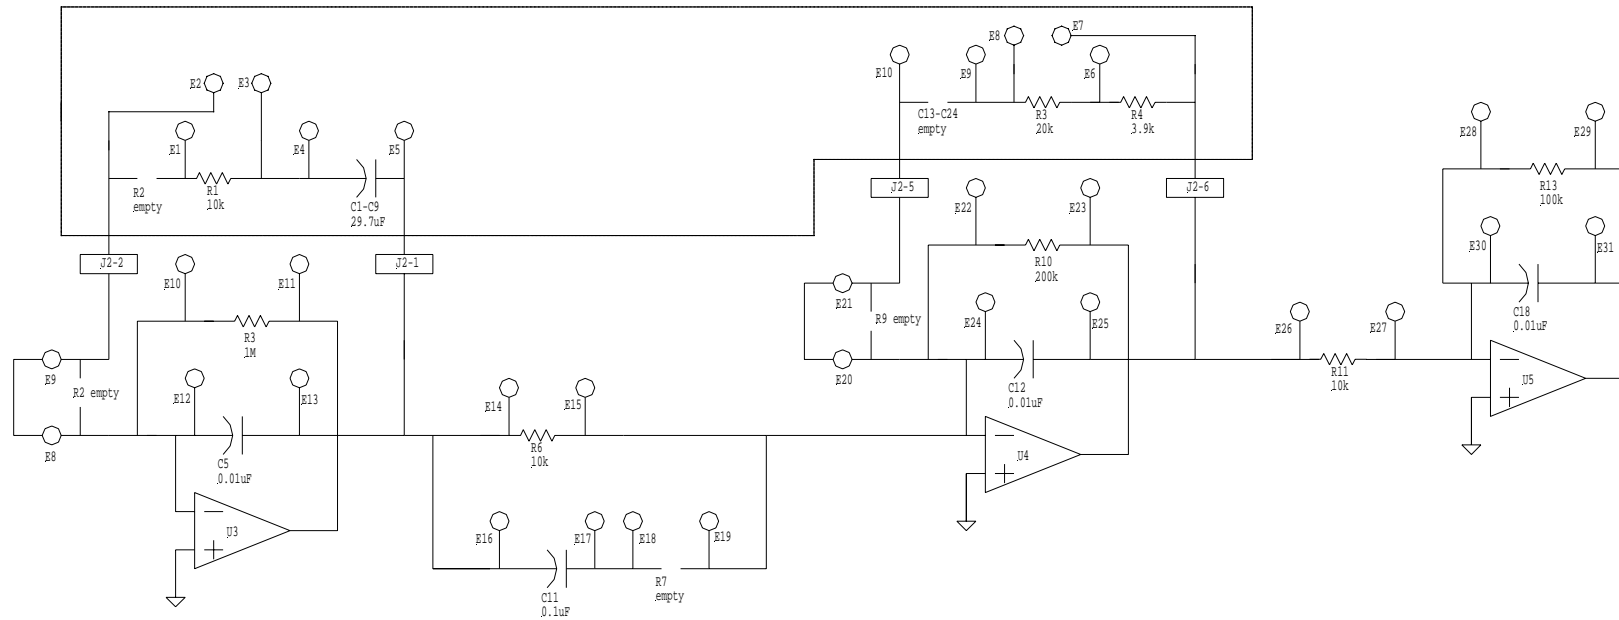 E7
E8
E10
E9
E6
E2
E3
C13-C24
empty
R3
20k
R4
3.9k
E28
E29
E1
E4
E5
R2
empty
R1
10k
C1-C9
29.7uF
J2-5
J2-6
R13
100k
E22
E23
E30
E31
J2-2
J2-1
R10
200k
E10
E11
E21
C18
0.01uF
R9 empty
E24
E25
E26
E27
R3
1M
E9
E20
C12
0.01uF
R11
10k
U5
R2 empty
E12
E13
E14
E15
E8
C5
0.01uF
R6
10k
U4
U3
E16
E17
E18
E19
C11
0.1uF
R7
empty